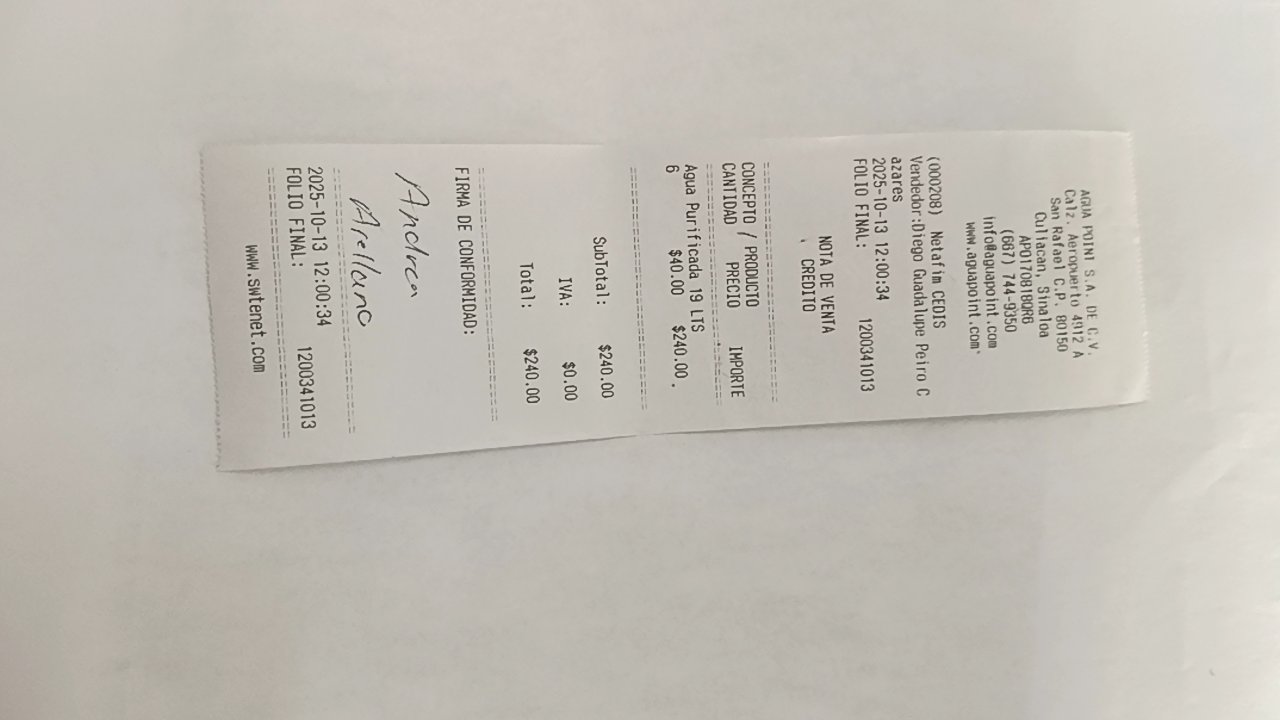 AGUA POINT S.A. DE C.V.
Calz. Aeropuerto 4912 A
San Rafael C.P. 80150
Culiacan, Sinaloa
APO170818QR6
(667) 744-9350
info@aguapoint.com
www.aguapoint.com
(000208) Netafim CEDIS
Vendedor:Diego Guadalupe Peiro C
azares
2025-10-13 12:00:34
FOLIO FINAL: 1200341013
NOTA DE VENTA
CREDITO
CONCEPTO / PRODUCTO
CANTIDAD PRECIO IMPORTE
Agua Purificada 19 LTS
6 $40.00 $240.00
SubTotal: $240.00
IVA: $0.00
Total: $240.00
FIRMA DE CONFORMIDAD:
Andrea
Arellano
2025-10-13 12:00:34
FOLIO FINAL: 1200341013
www.swtenet.com